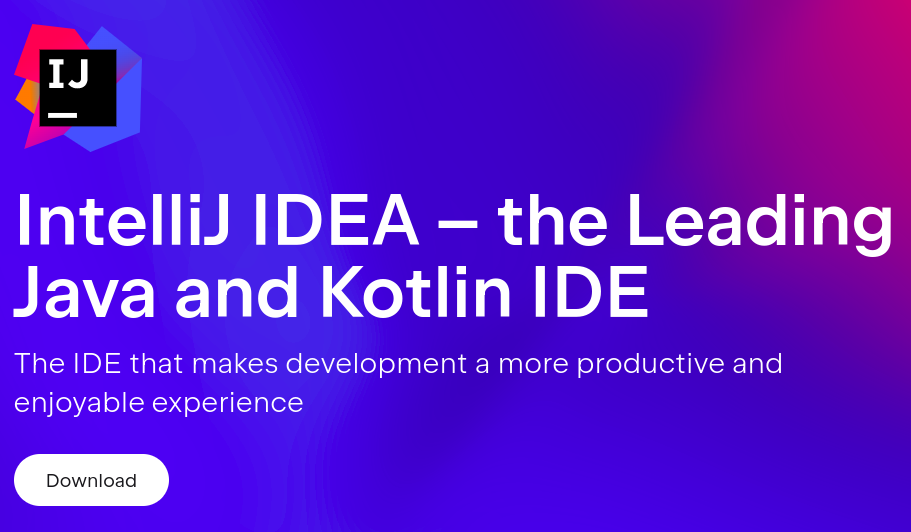 IJ
IntelliJ IDEA – the Leading
Java and Kotlin IDE
The IDE that makes development a more productive and
enjoyable experience
Download